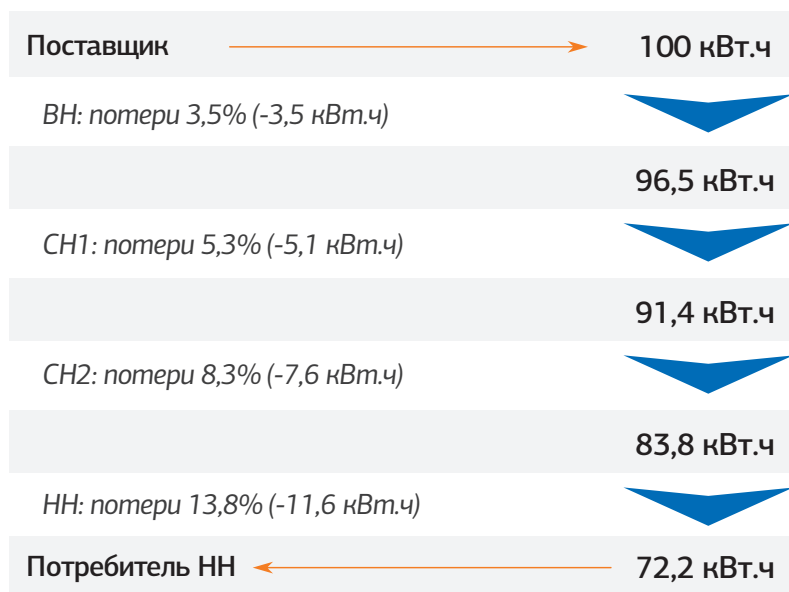 Поставщик 100 кВт.ч
ВН: потери 3,5% (-3,5 кВт.ч)
96,5 кВт.ч
СН1: потери 5,3% (-5,1 кВт.ч)
91,4 кВт.ч
СН2: потери 8,3% (-7,6 кВт.ч)
83,8 кВт.ч
НН: потери 13,8% (-11,6 кВт.ч)
Потребитель НН 72,2 кВт.ч